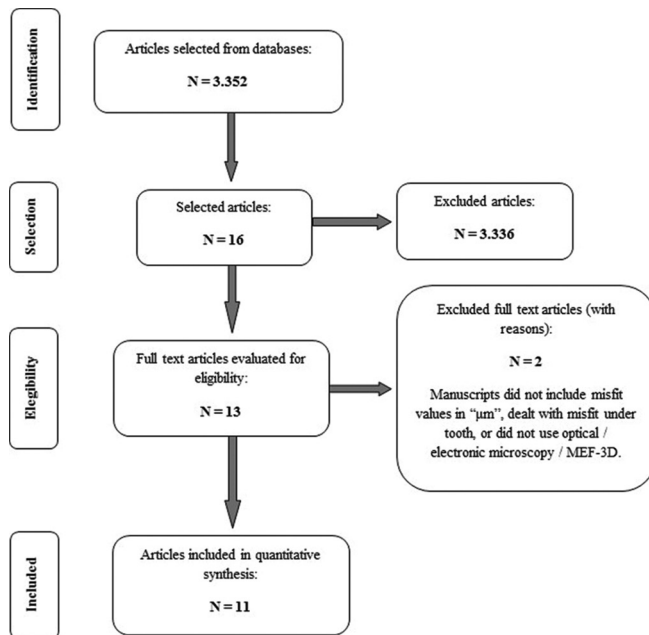 Identification
Articles selected from databases:
N = 3.352
Selection
Selected articles:
N = 16
Excluded articles:
N = 3.336
Elegibility
Full text articles evaluated for
eligibility:
N = 13
Excluded full text articles (with
reasons):
N = 2
Manuscripts did not include misfit
values in “μm”, dealt with misfit under
tooth, or did not use optical /
electronic microscopy / MEF-3D.
Included
Articles included in quantitative
synthesis:
N = 11